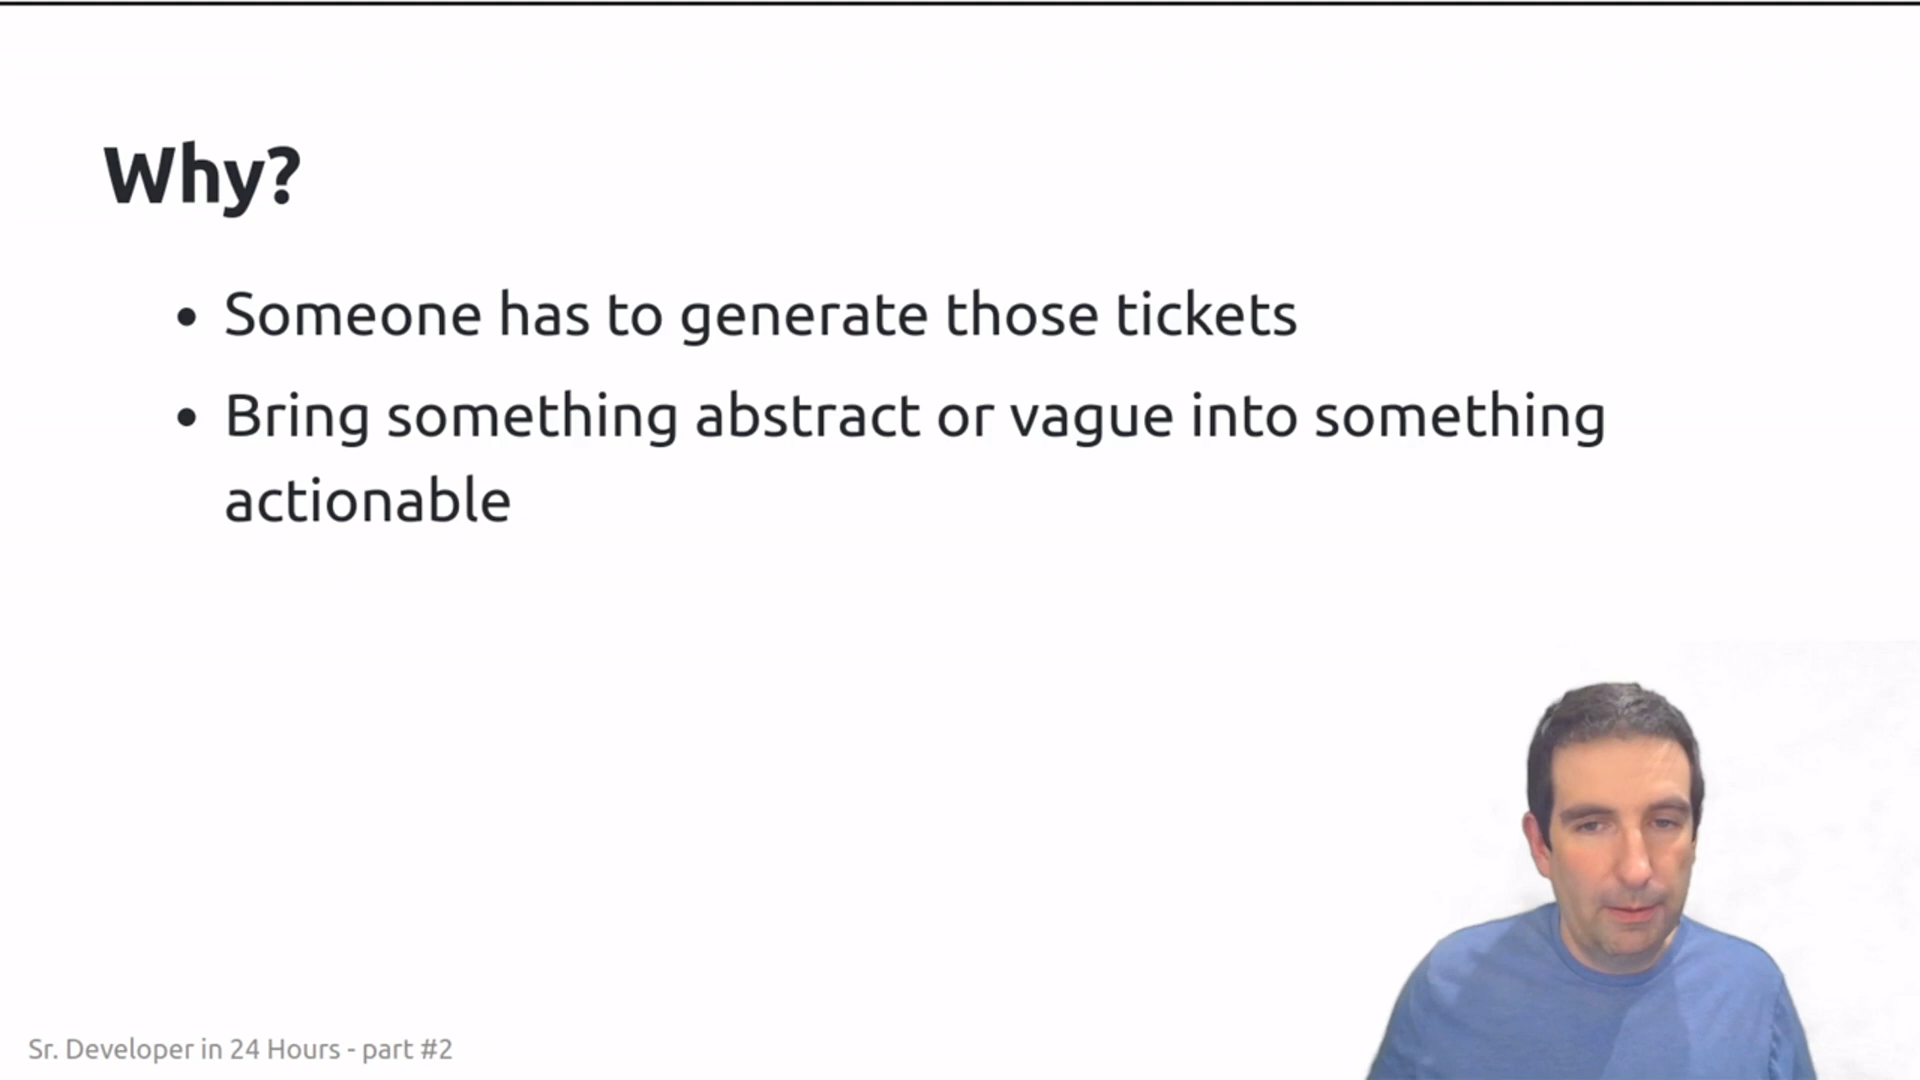 Why?
• Someone has to generate those tickets
• Bring something abstract or vague into something
actionable
Sr. Developer in 24 Hours - part #2